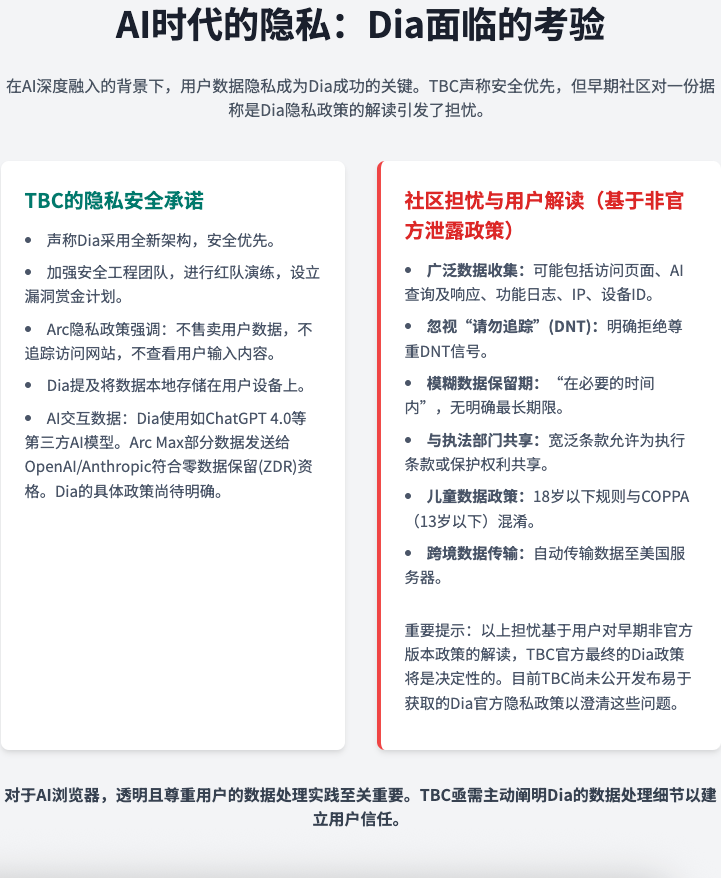 AI时代的隐私：Dia面临的考验
在AI深度融入的背景下，用户数据隐私成为Dia成功的关键。TBC声称安全优先，但早期社区对一份据
称是Dia隐私政策的解读引发了担忧。
TBC的隐私安全承诺
• 声称Dia采用全新架构，安全优先。
• 加强安全工程团队，进行红队演练，设立
漏洞赏金计划。
• Arc隐私政策强调：不售卖用户数据，不
追踪访问网站，不查看用户输入内容。
• Dia提及将数据本地存储在用户设备上。
• AI交互数据：Dia使用如ChatGPT 4.0等
第三方AI模型。Arc Max部分数据发送给
OpenAI/Anthropic符合零数据保留(ZDR)资
格。Dia的具体政策尚待明确。
社区担忧与用户解读（基于非官
方泄露政策）
• 广泛数据收集：可能包括访问页面、AI
查询及响应、功能日志、IP、设备ID。
• 忽视“请勿追踪”(DNT)：明确拒绝尊
重DNT信号。
• 模糊数据保留期：“在必要的时间
内”，无明确最长期限。
• 与执法部门共享：宽泛条款允许为执行
条款或保护权利共享。
• 儿童数据政策：18岁以下规则与COPPA
（13岁以下）混淆。
• 跨境数据传输：自动传输数据至美国服
务器。
重要提示：以上担忧基于用户对早期非官方
版本政策的解读，TBC官方最终的Dia政策
将是决定性的。目前TBC尚未公开发布易于
获取的Dia官方隐私政策以澄清这些问题。
对于AI浏览器，透明且尊重用户的数据处理实践至关重要。TBC亟需主动阐明Dia的数据处理细节以建
立用户信任。